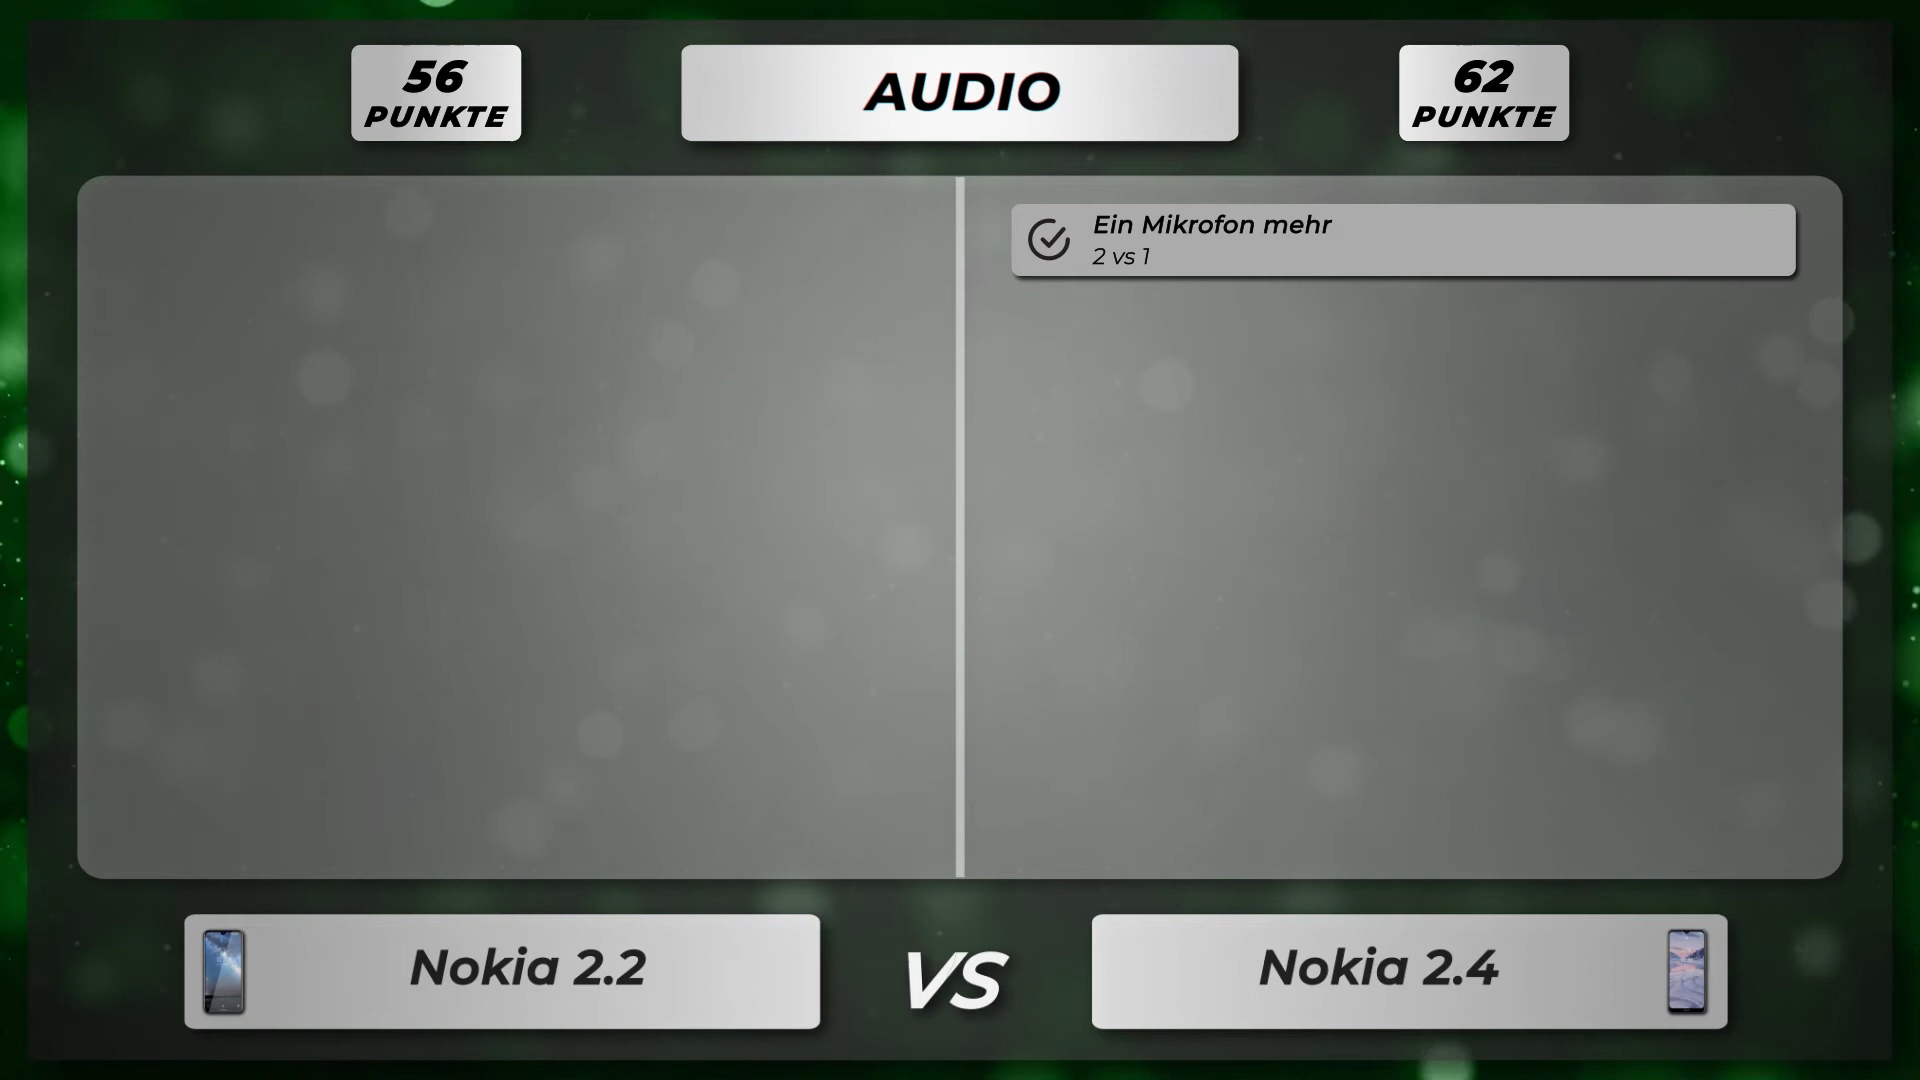 56
PUNKTE
AUDIO
62
PUNKTE
Ein Mikrofon mehr
2 vs 1
Nokia 2.2
VS
Nokia 2.4